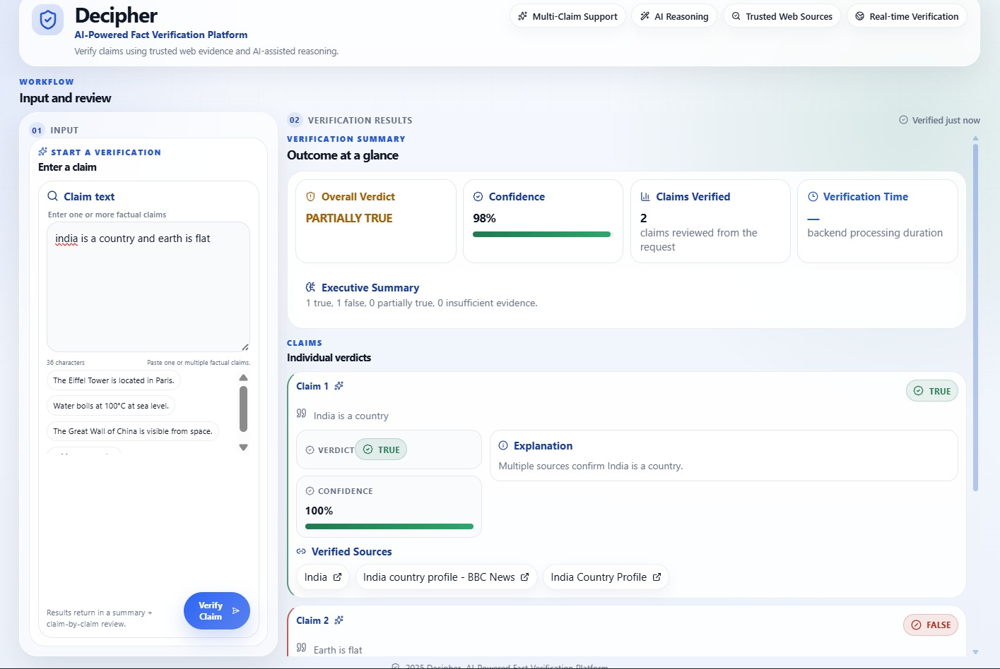 Decipher
AI-Powered Fact Verification Platform
Verify claims using trusted web evidence and AI-assisted reasoning.
Multi-Claim Support
AI Reasoning
Trusted Web Sources
Real-time Verification
WORKFLOW
Input and review
01 INPUT
START A VERIFICATION
Enter a claim
Claim text
Enter one or more factual claims
india is a country and earth is flat
36 characters
Paste one or multiple factual claims.
The Eiffel Tower is located in Paris.
Water boils at 100°C at sea level.
The Great Wall of China is visible from space.
Results return in a summary +
claim-by-claim review.
Verify
Claim
02 VERIFICATION RESULTS
Verified just now
VERIFICATION SUMMARY
Outcome at a glance
Overall Verdict
PARTIALLY TRUE
Confidence
98%
Claims Verified
2
claims reviewed from the
request
Verification Time
—
backend processing duration
Executive Summary
1 true, 1 false, 0 partially true, 0 insufficient evidence.
CLAIMS
Individual verdicts
Claim 1
TRUE
India is a country
VERDICT
TRUE
CONFIDENCE
100%
Explanation
Multiple sources confirm India is a country.
Verified Sources
India
India country profile - BBC News
India Country Profile
Claim 2
FALSE
Earth is flat
2025 Decipher. AI-Powered Fact Verification Platform